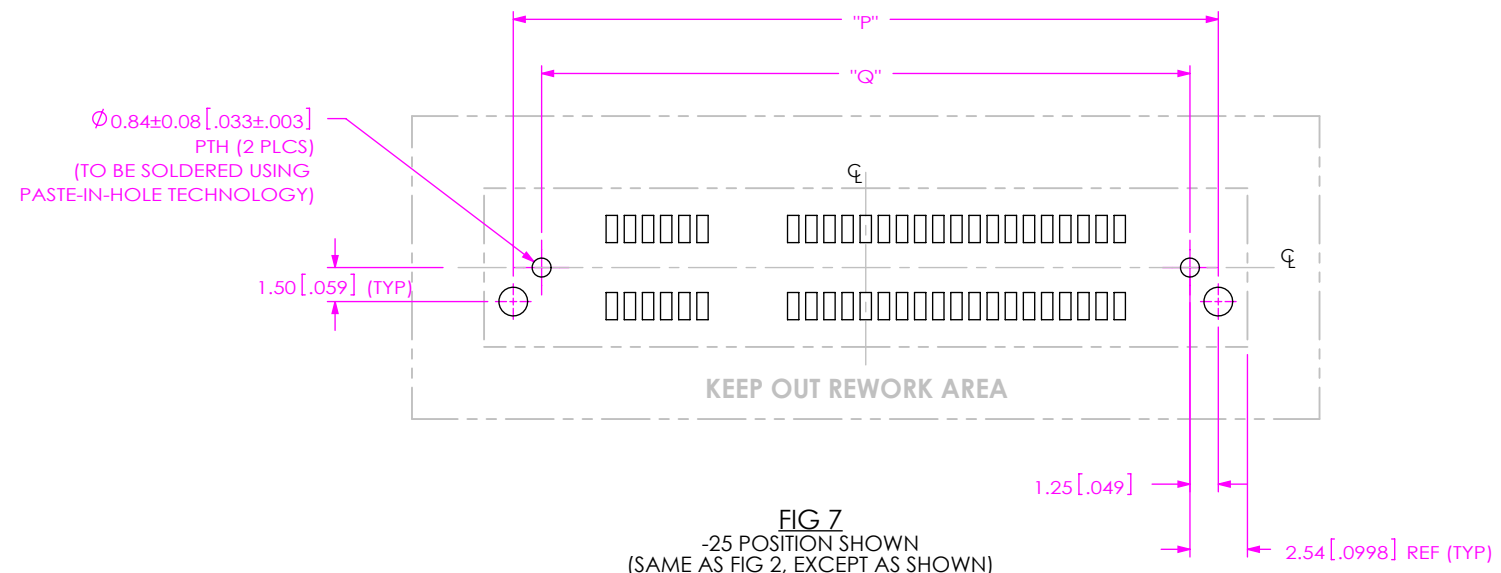 "P"
"Q"
Ø0.84±0.08[.033±.003]
PTH (2 PLCS)
(TO BE SOLDERED USING
PASTE-IN-HOLE TECHNOLOGY)
℄
℄
1.50[.059] (TYP)
KEEP OUT REWORK AREA
1.25[.049]
2.54[.0998] REF (TYP)
FIG 7
-25 POSITION SHOWN
(SAME AS FIG 2, EXCEPT AS SHOWN)